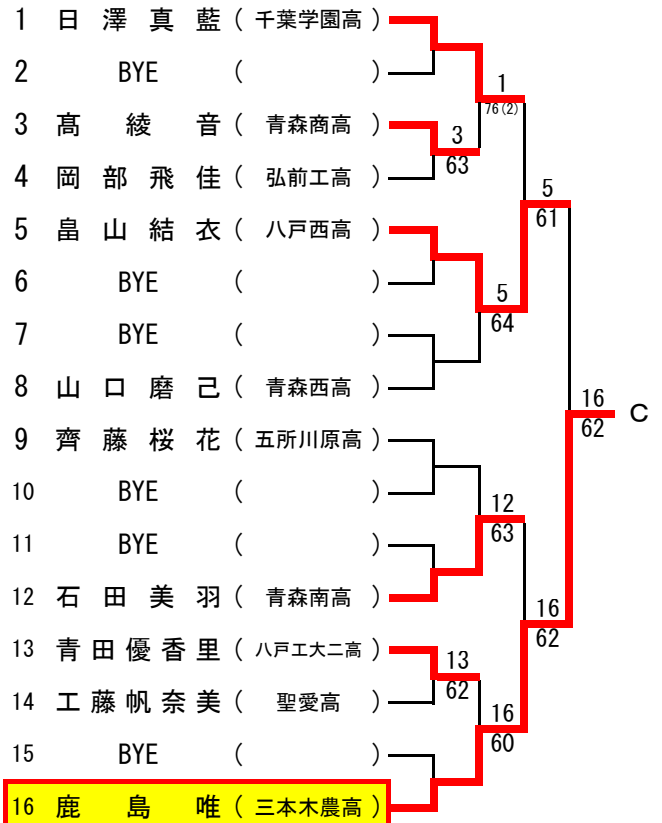 1 日澤真藍 ( 千葉学園高 )
2 BYE ( )
3 髙綾音 ( 青森商高 )
4 岡部飛佳 ( 弘前工高 )
5 畠山結衣 ( 八戸西高 )
6 BYE ( )
7 BYE ( )
8 山口磨己 ( 青森西高 )
9 齊藤桜花 ( 五所川原高 )
10 BYE ( )
11 BYE ( )
12 石田美羽 ( 青森南高 )
13 青田優香里 ( 八戸工大二高 )
14 工藤帆奈美 ( 聖愛高 )
15 BYE ( )
16 鹿島唯 ( 三本木農高 )
3
63
13
62
1
76(2)
5
64
12
63
16
60
5
61
16
62
16
62
C